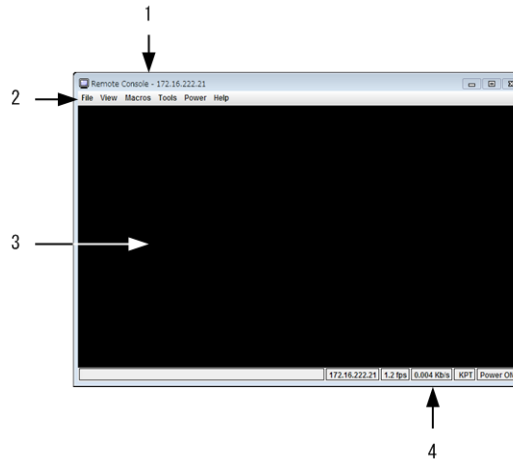 1
Remote Console - 172.16.222.21
2
File View Macros Tools Power Help
3
172.16.222.21 1.2 fps 0.004 Kb/s KPT Power ON
4